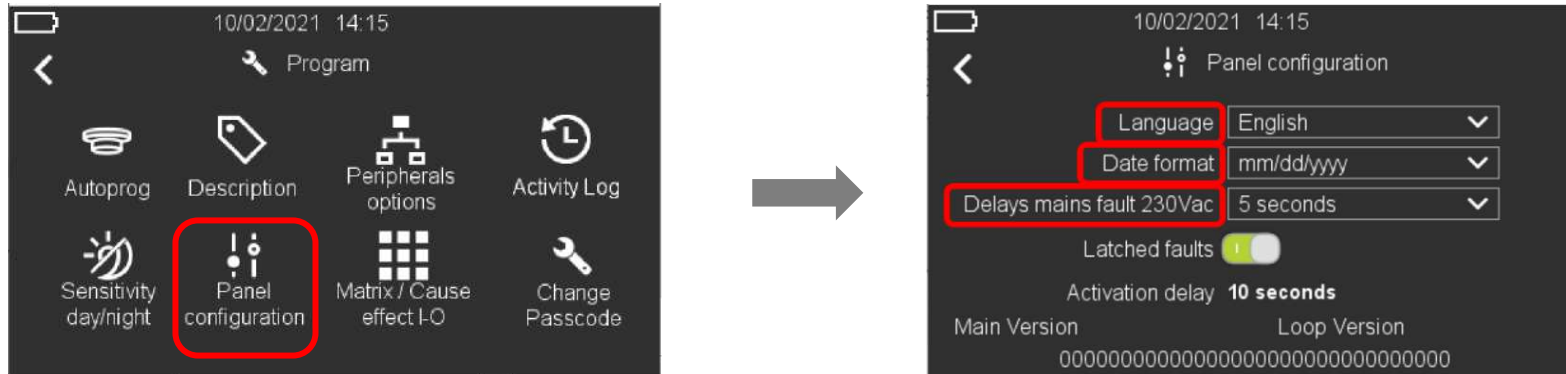 10/02/2021 14:15
Program
Autoprog
Description
Peripherals
options
Activity Log
Sensitivity
day/night
Panel
configuration
Matrix / Cause
effect I-O
Change
Passcode
10/02/2021 14:15
Panel configuration
Language English
Date format mm/dd/yyyy
Delays mains fault 230Vac 5 seconds
Latched faults I
Activation delay 10 seconds
Main Version Loop Version
00000000000000000000000000000000